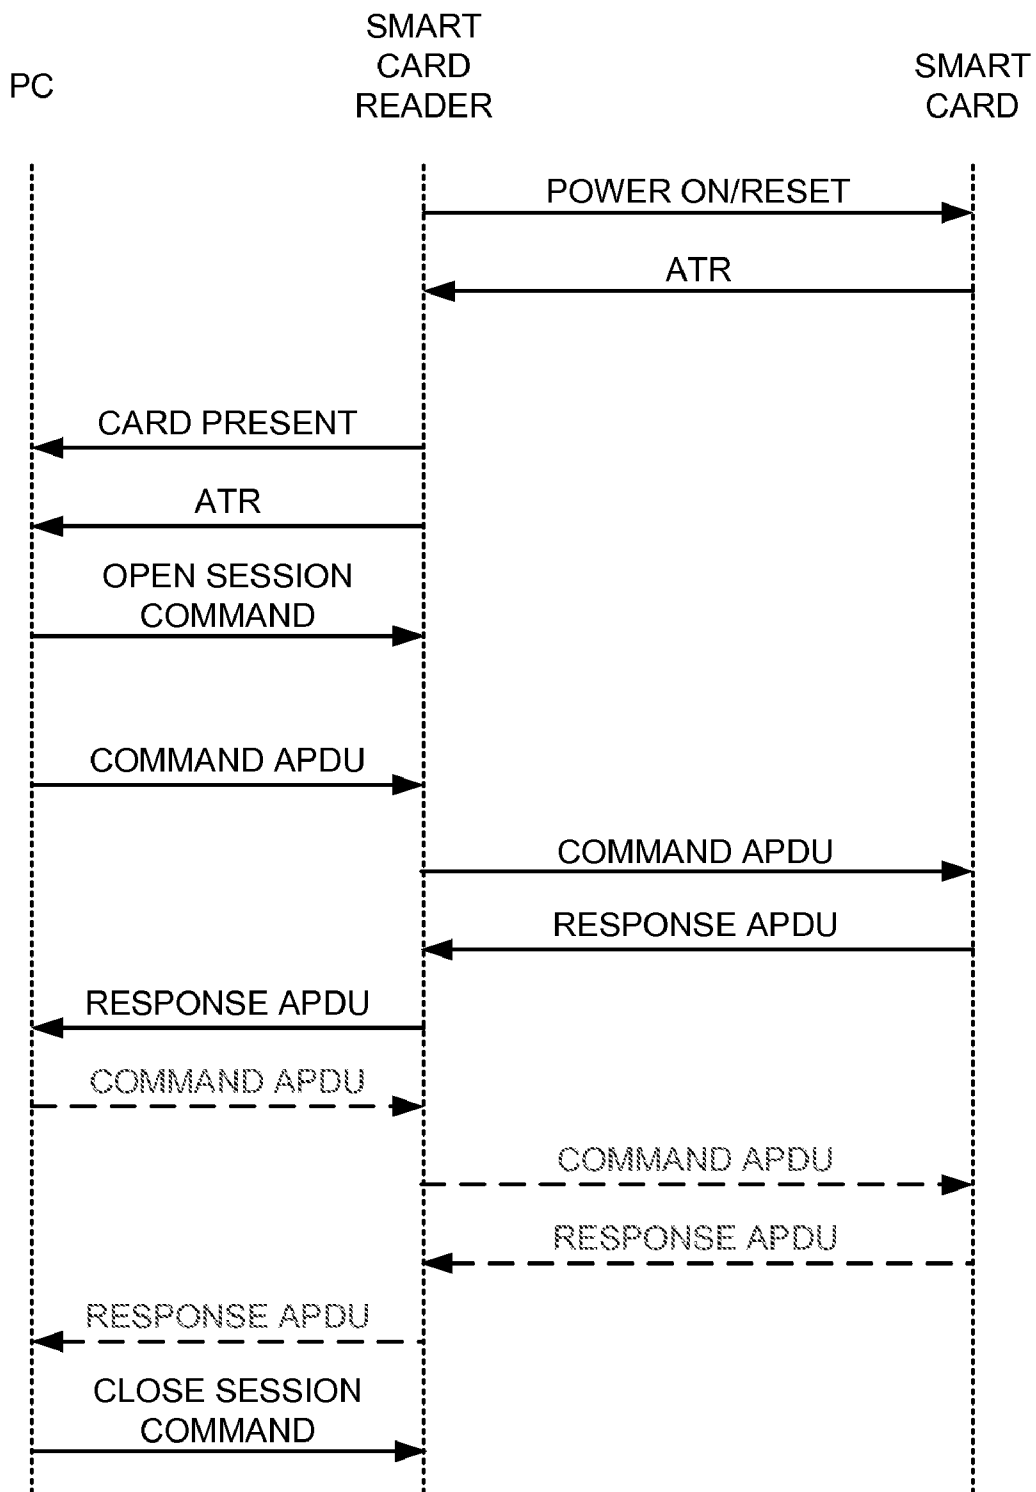 PC
SMART
CARD
READER
SMART
CARD
POWER ON/RESET
ATR
CARD PRESENT
ATR
OPEN SESSION
COMMAND
COMMAND APDU
COMMAND APDU
RESPONSE APDU
RESPONSE APDU
COMMAND APDU
COMMAND APDU
RESPONSE APDU
RESPONSE APDU
CLOSE SESSION
COMMAND